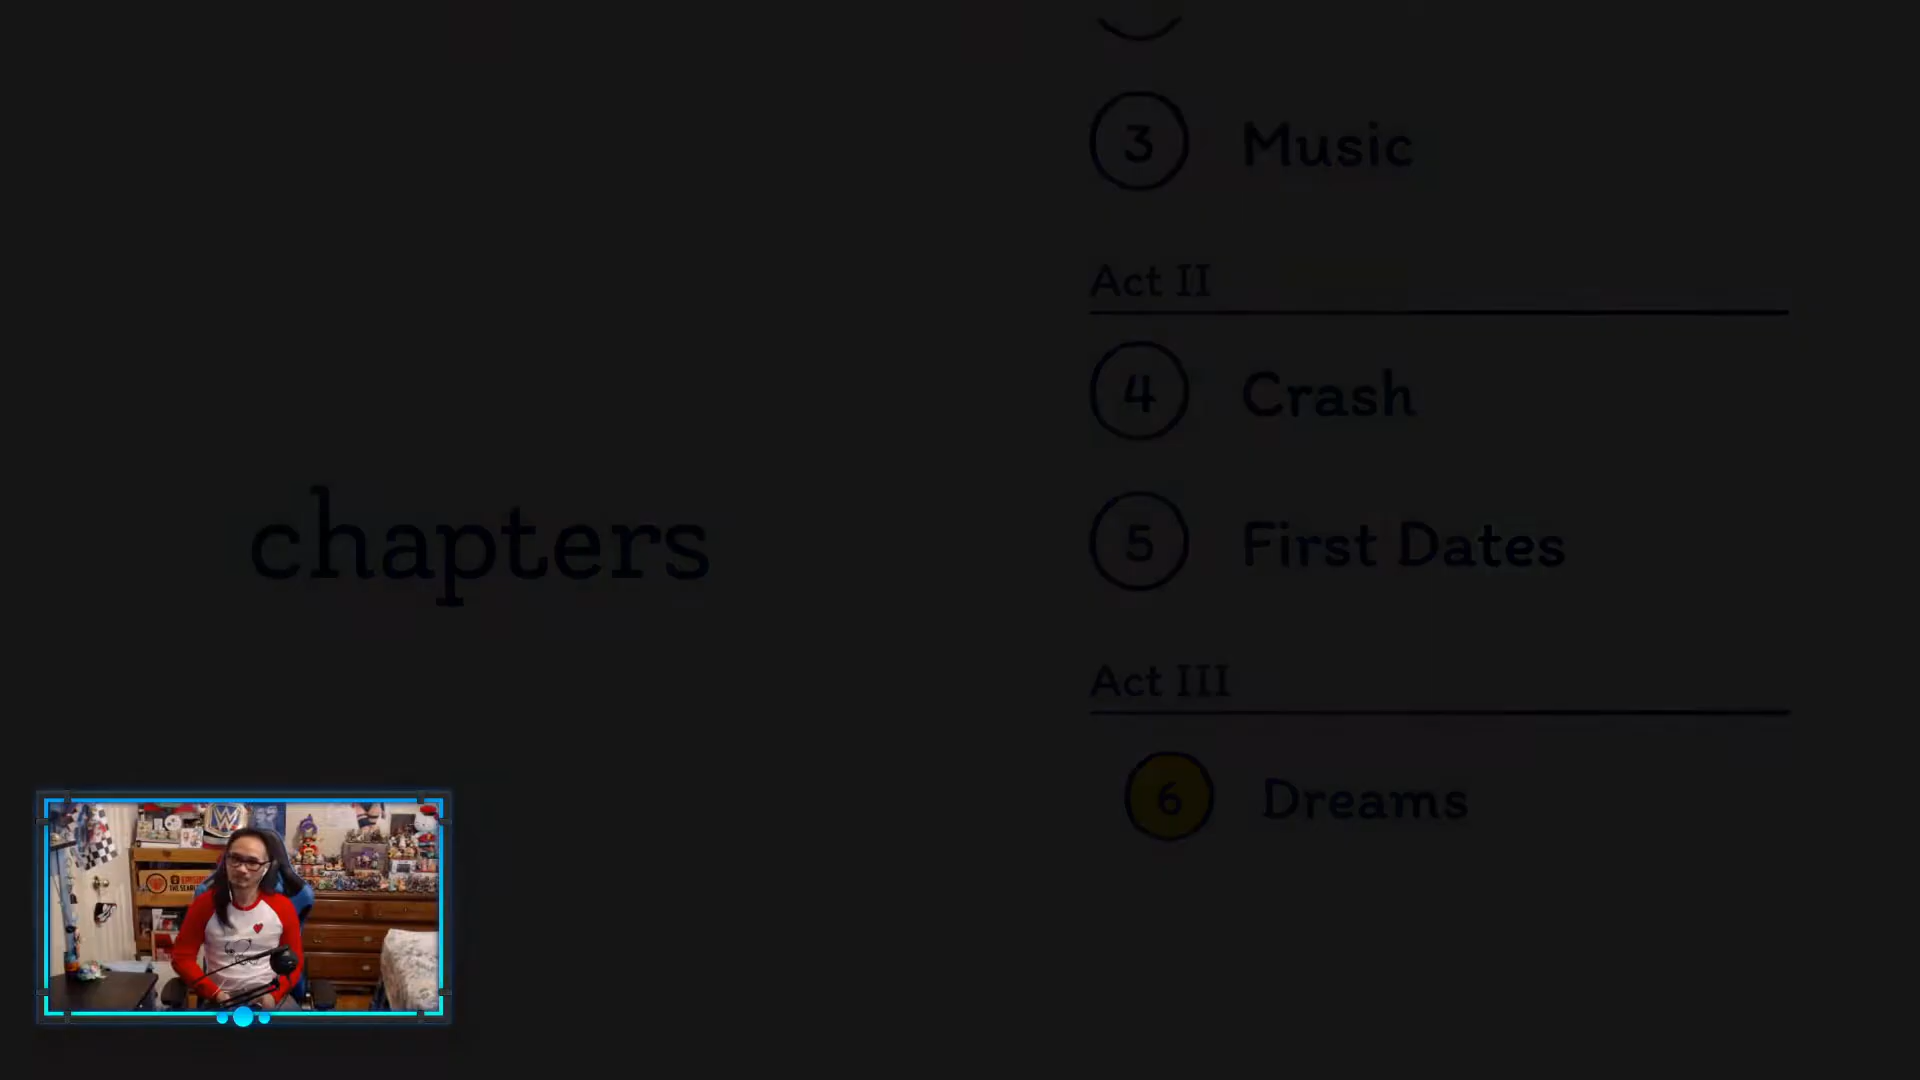 chapters
3 Music
Act II
4 Crash
5 First Dates
Act III
6 Dreams
W